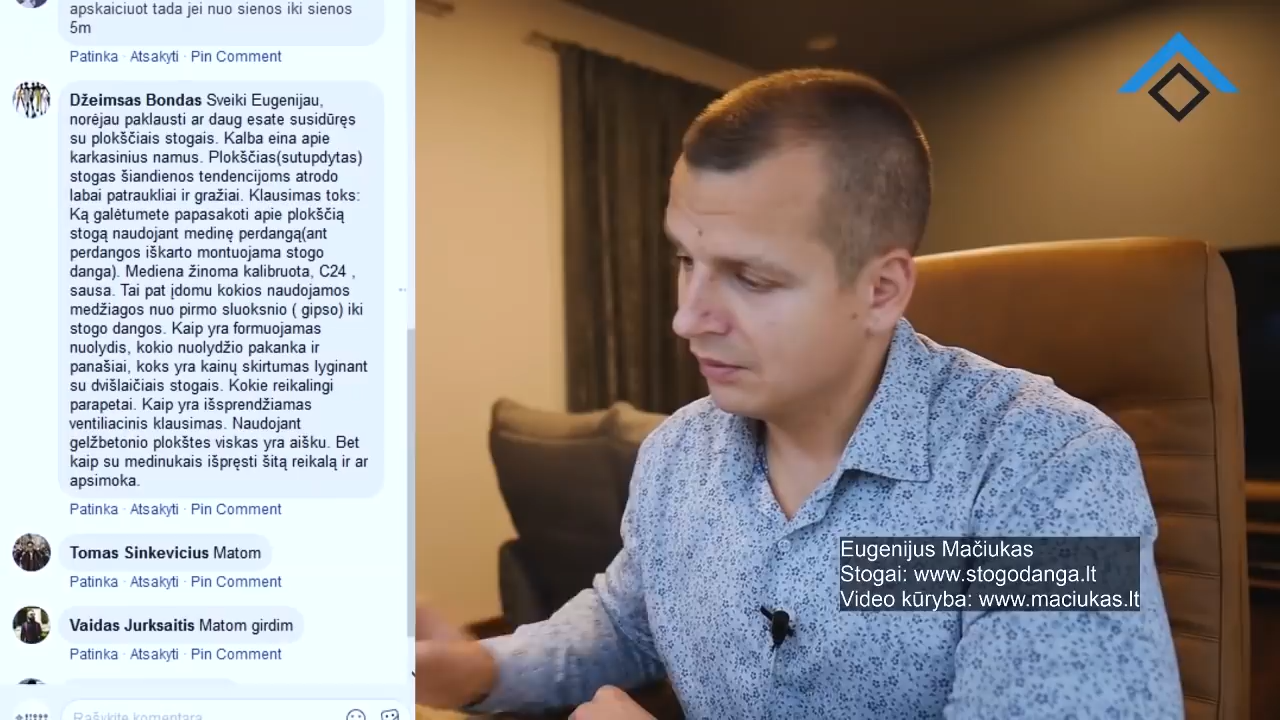 apskaiciuot tada jei nuo sienos iki sienos
5m
Patinka · Atsakyti · Pin Comment
Džeimsas Bondas Sveiki Eugenijau,
norėjau paklausti ar daug esate susidūręs
su plokščiais stogais. Kalba eina apie
karkasinius namus. Plokščias(sutupdytas)
stogas šiandienos tendencijoms atrodo
labai patraukliai ir gražiai. Klausimas toks:
Ką galėtumete papasakoti apie plokščią
stogą naudojant medinę perdangą(ant
perdangos iškarto montuojama stogo
danga). Mediena žinoma kalibruota, C24 ,
sausa. Tai pat įdomu kokios naudojamos
medžiagos nuo pirmo sluoksnio ( gipso) iki
stogo dangos. Kaip yra formuojamas
nuolydis, kokio nuolydžio pakanka ir
panašiai, koks yra kainų skirtumas lyginant
su dvišlaičiais stogais. Kokie reikalingi
parapetai. Kaip yra išsprendžiamas
ventiliacinis klausimas. Naudojant
gelžbetonio plokštes viskas yra aišku. Bet
kaip su medinukais išpręsti šitą reikalą ir ar
apsimoka.
Patinka · Atsakyti · Pin Comment
Tomas Sinkevicius Matom
Patinka · Atsakyti · Pin Comment
Vaidas Jurksaitis Matom girdim
Patinka · Atsakyti · Pin Comment
Rašykite komentarą
Eugenijus Mačiukas
Stogai: www.stogodanga.lt
Video kūryba: www.maciukas.lt